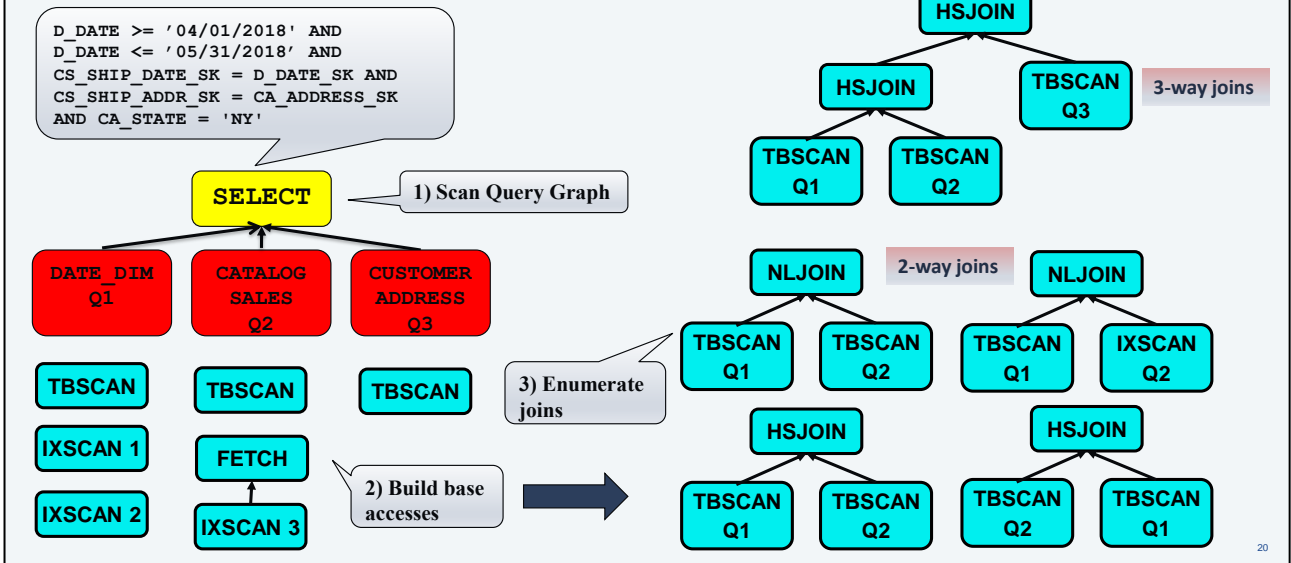 D_DATE >= '04/01/2018' AND
D_DATE <= '05/31/2018' AND
CS_SHIP_DATE_SK = D_DATE_SK AND
CS_SHIP_ADDR_SK = CA_ADDRESS_SK
AND CA_STATE = 'NY'
SELECT
1) Scan Query Graph
DATE_DIM
Q1
CATALOG
SALES
Q2
CUSTOMER
ADDRESS
Q3
TBSCAN
TBSCAN
TBSCAN
IXSCAN 1
FETCH
IXSCAN 2
IXSCAN 3
2) Build base
accesses
HSJOIN
HSJOIN
TBSCAN
Q3
3-way joins
TBSCAN
Q1
TBSCAN
Q2
NLJOIN
2-way joins
NLJOIN
TBSCAN
Q1
TBSCAN
Q2
TBSCAN
Q1
IXSCAN
Q2
3) Enumerate
joins
HSJOIN
HSJOIN
TBSCAN
Q1
TBSCAN
Q2
TBSCAN
Q2
TBSCAN
Q1
20